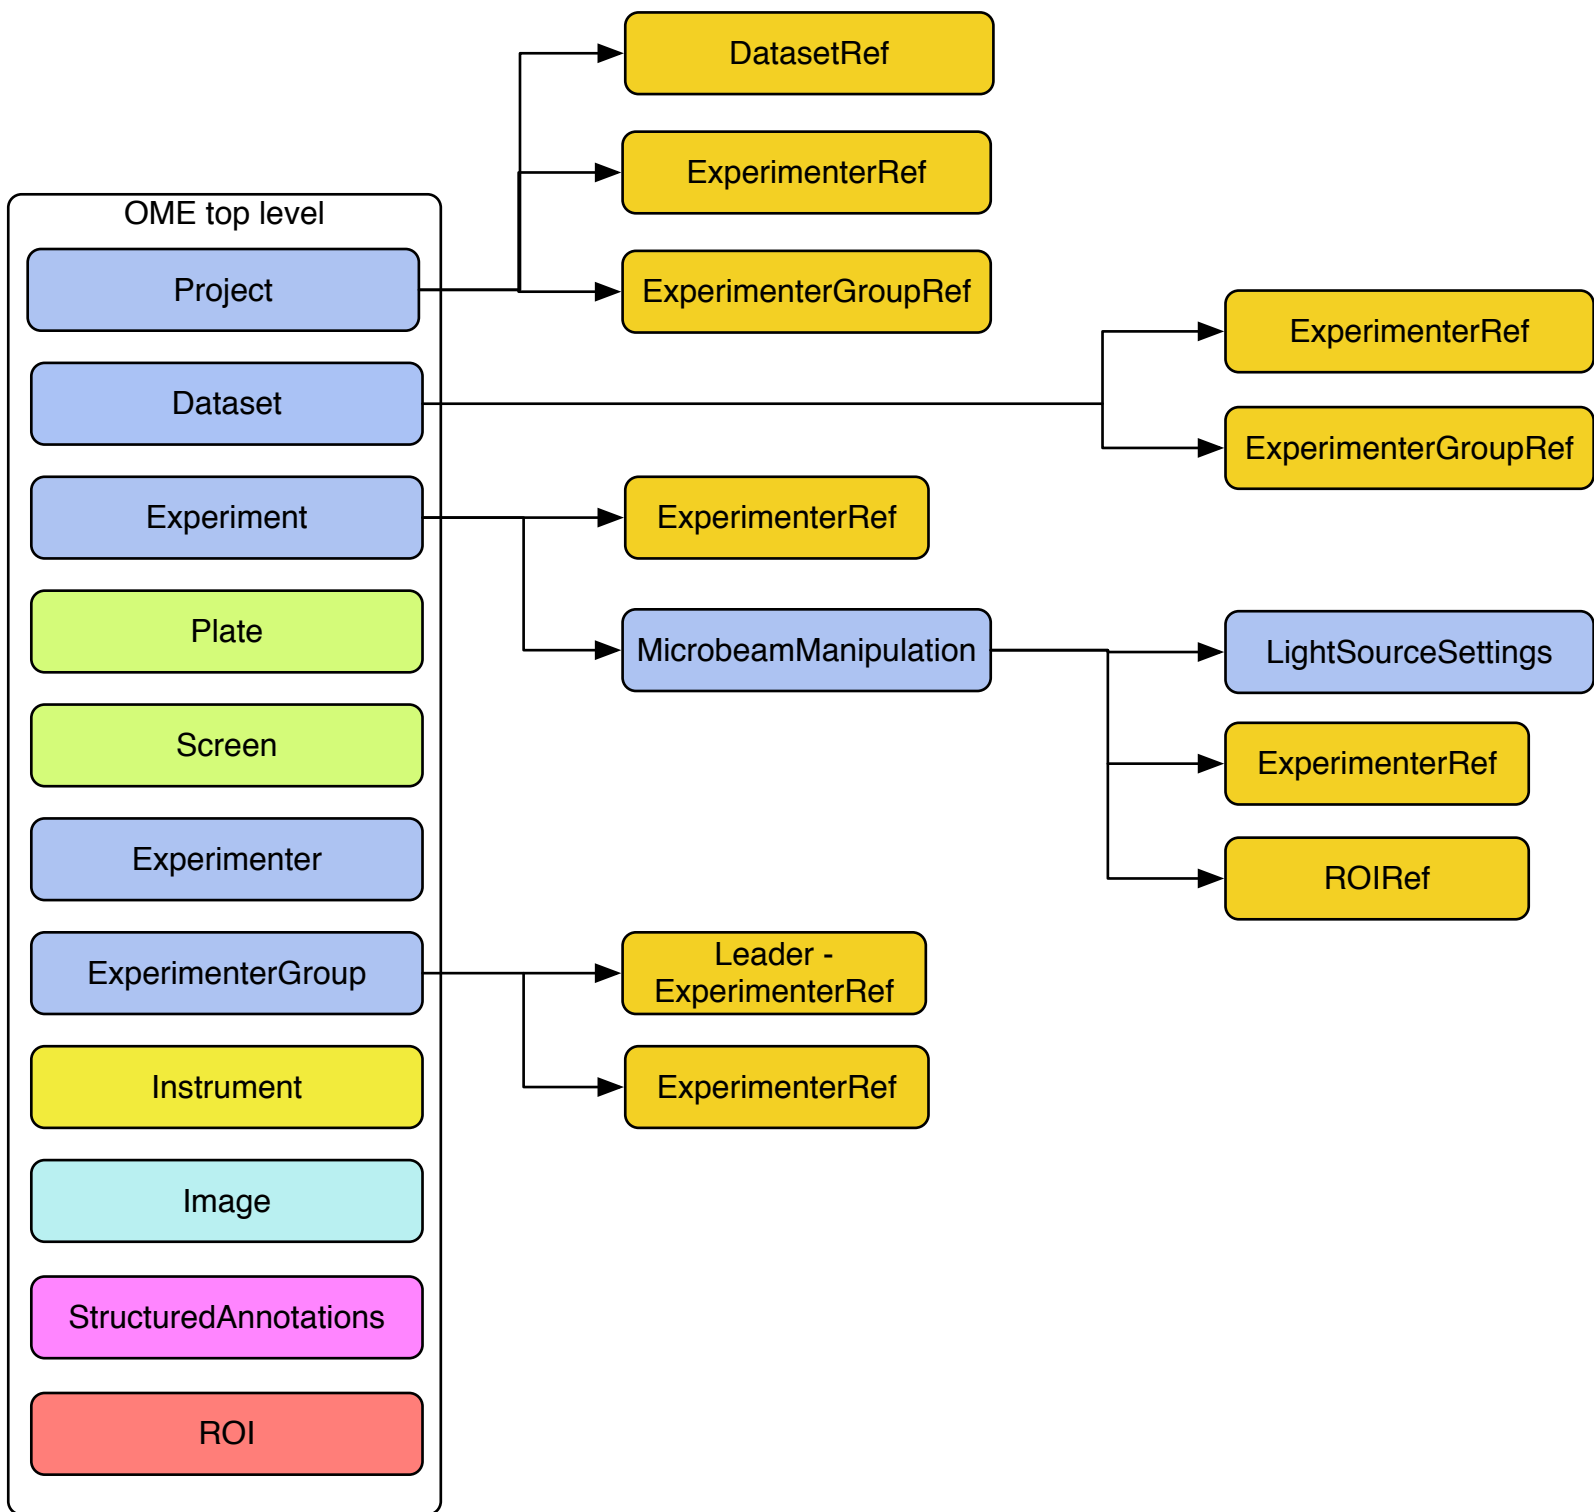 DatasetRef
ExperimenterRef
OME top level
Project
ExperimenterGroupRef
ExperimenterRef
Dataset
ExperimenterGroupRef
Experiment
ExperimenterRef
Plate
MicrobeamManipulation
LightSourceSettings
Screen
ExperimenterRef
Experimenter
ROIRef
ExperimenterGroup
Leader -
ExperimenterRef
Instrument
ExperimenterRef
Image
StructuredAnnotations
ROI